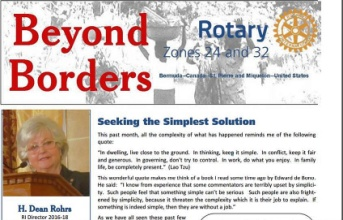 Beyond
Borders
Rotary
Zones 24 and 32
Bermuda—Canada—St. Pierre and Miquelon—United States
Seeking the Simplest Solution
This past month, all the complexity of what has happened reminds me of the following
quote:
"In dwelling, live close to the ground. In thinking, keep it simple. In conflict, keep it fair
and generous. In governing, don't try to control. In work, do what you enjoy. In family
life, be completely present." (Lao Tzu)
This wonderful quote makes me think of a book I read some time ago by Edward de Bono.
He said: "I know from experience that some commentators are terribly upset by simplici-
ty. Such people feel that something simple can't be serious. Such people are also fright-
ened by simplicity, because it threatens the complexity which it is their job to explain. If
something is indeed simple, then they are without a job."
As we have all seen these past few
H. Dean Rohrs
RI Director 2016-18